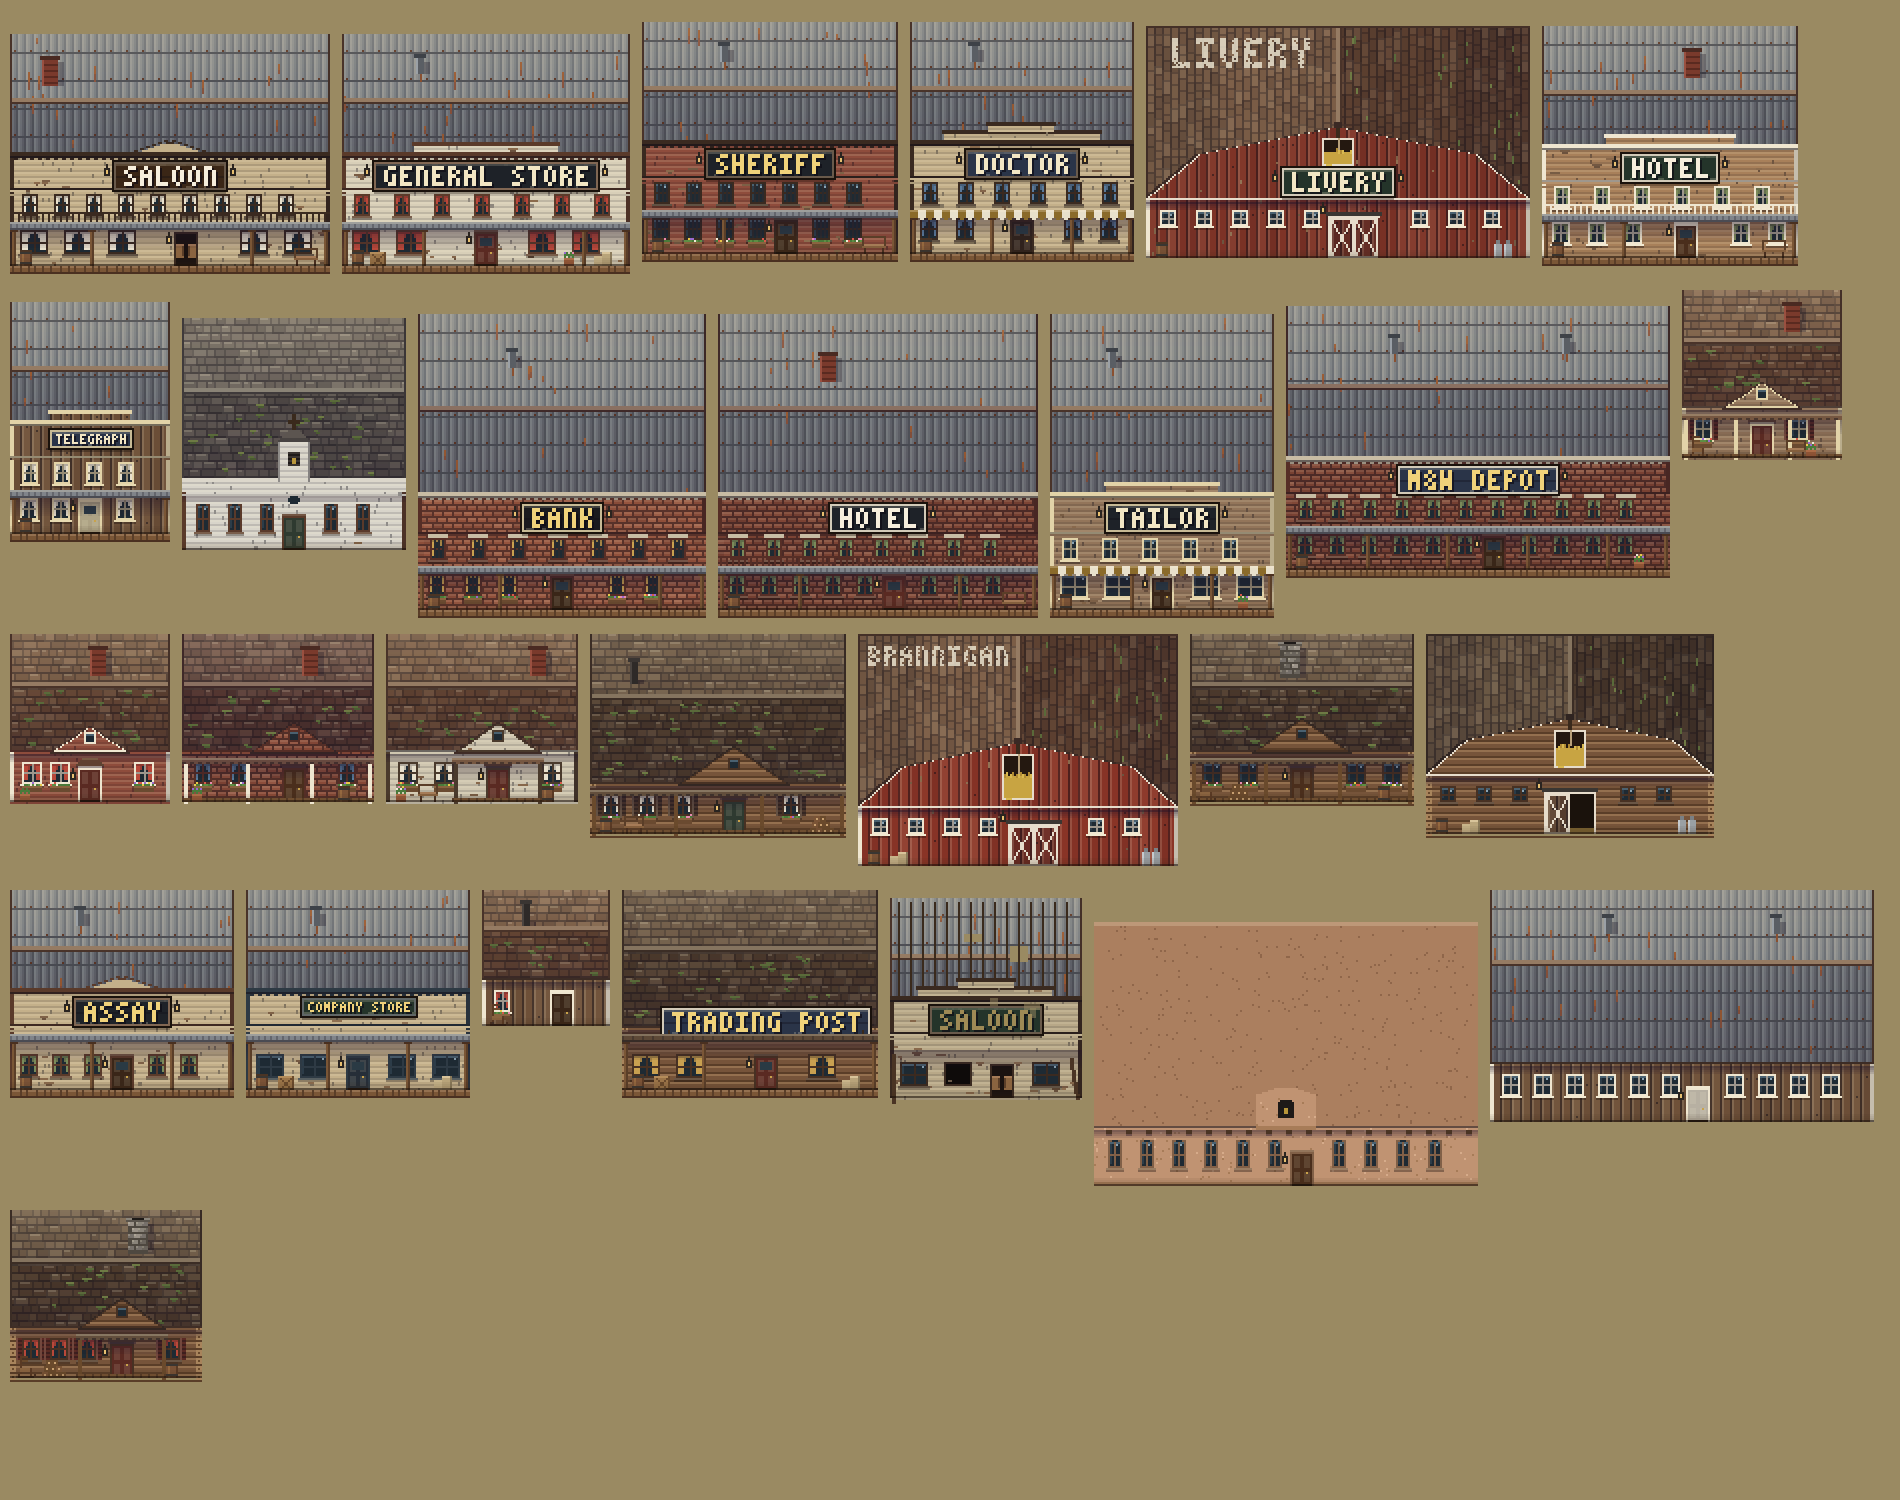 SALOON
GENERAL STORE
SHERIFF
DOCTOR
LIVERY
LIVERY
HOTEL
TELEGRAPH
BANK
HOTEL
TAILOR
M&W DEPOT
BRANNIGAN
ASSAY
COMPANY STORE
TRADING POST
SALOON